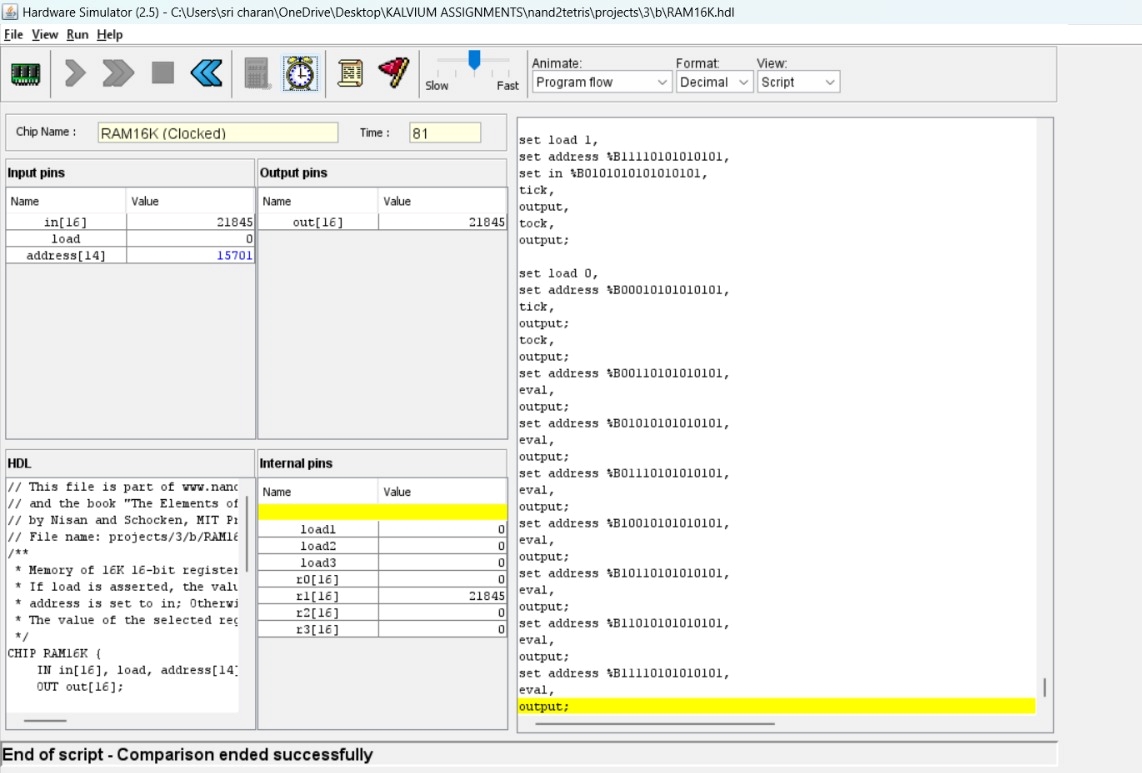 Hardware Simulator (2.5) - C:\Users\sri charan\OneDrive\Desktop\KALVIUM ASSIGNMENTS\nand2tetris\projects\3\b\RAM16K.hdl
File View Run Help
Slow Fast
Animate: Format: View:
Program flow Decimal Script
Chip Name : RAM16K (Clocked) Time : 81
Input pins
Name Value
in[16] 21845
load 0
address[14] 15701
Output pins
Name Value
out[16] 21845
HDL
// This file is part of www.nand
// and the book "The Elements of
// by Nisan and Schocken, MIT Pr
// File name: projects/3/b/RAM16
/**
* Memory of 16K 16-bit register
* If load is asserted, the valu
* address is set to in; Otherwi
* The value of the selected reg
*/
CHIP RAM16K {
IN in[16], load, address[14]
OUT out[16];
Internal pins
Name Value
load1 0
load2 0
load3 0
r0[16] 0
r1[16] 21845
r2[16] 0
r3[16] 0
set load 1,
set address %B11110101010101,
set in %B0101010101010101,
tick,
output,
tock,
output;
set load 0,
set address %B00010101010101,
tick,
output;
tock,
output;
set address %B00110101010101,
eval,
output;
set address %B01010101010101,
eval,
output;
set address %B01110101010101,
eval,
output;
set address %B10010101010101,
eval,
output;
set address %B10110101010101,
eval,
output;
set address %B11010101010101,
eval,
output;
set address %B11110101010101,
eval,
output;
End of script - Comparison ended successfully